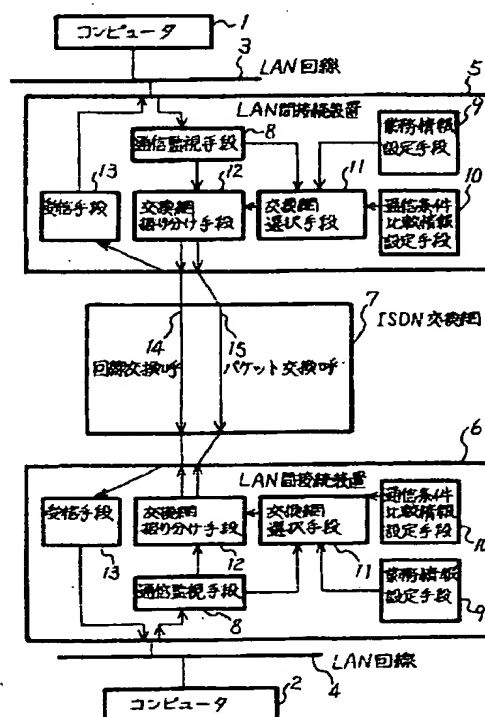 コンピュータ 1
3 LAN回線
5
LAN間接続装置
通信監視手段 8
業務情報
設定手段 9
13 受信手段
12 交換網
振り分け手段
11 交換網
選択手段
通信条件
比較情報
設定手段 10
7
ISDN交換網
14 回線交換呼
15 パケット交換呼
6
LAN間接続装置
受信手段 13
交換網
振り分け手段 12
交換網
選択手段 11
通信条件
比較情報
設定手段 10
通信監視手段 8
業務情報
設定手段 9
LAN回線
4
コンピュータ 2